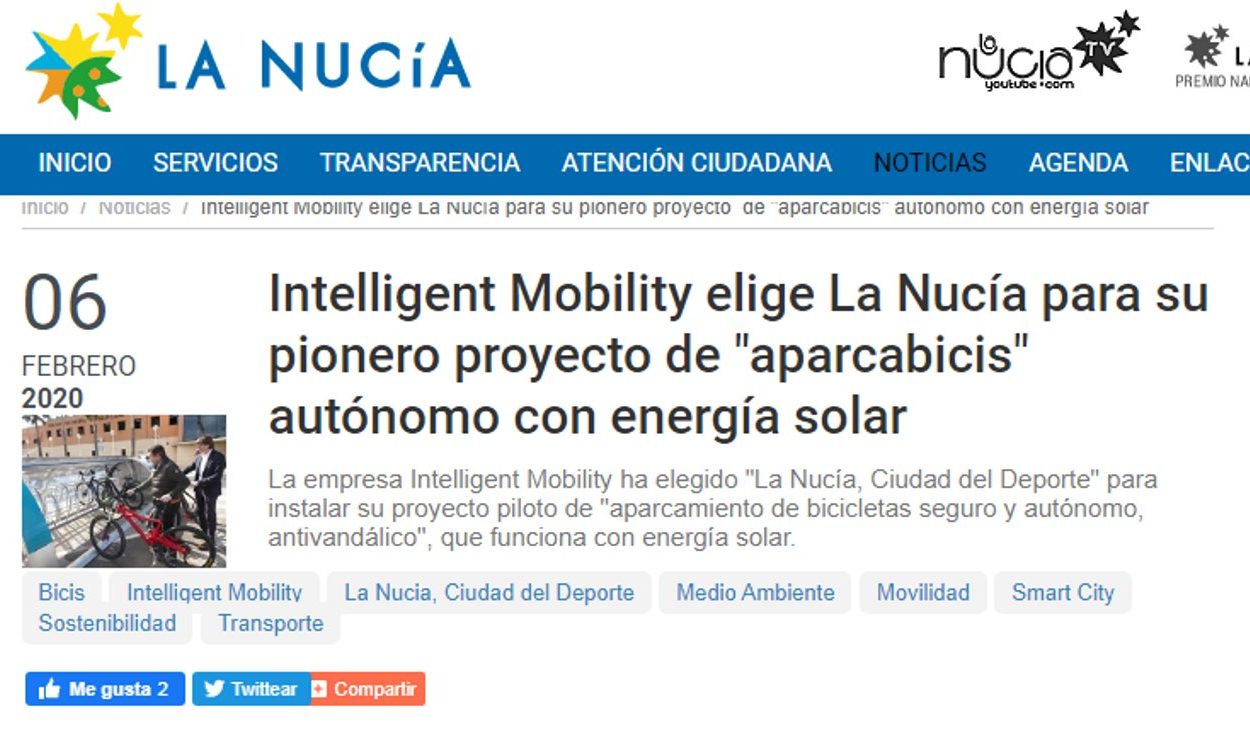 LA NUCíA
la nucia TV
youtube.com
PREMIO NA
INICIO SERVICIOS TRANSPARENCIA ATENCIÓN CIUDADANA NOTICIAS AGENDA ENLAC
Inicio / Noticias / Intelligent Mobility elige La Nucía para su pionero proyecto de "aparcabicis" autónomo con energía solar
06
FEBRERO
2020
Intelligent Mobility elige La Nucía para su
pionero proyecto de "aparcabicis"
autónomo con energía solar
La empresa Intelligent Mobility ha elegido "La Nucía, Ciudad del Deporte" para
instalar su proyecto piloto de "aparcamiento de bicicletas seguro y autónomo,
antivandálico", que funciona con energía solar.
Bicis Intelligent Mobility La Nucia, Ciudad del Deporte Medio Ambiente Movilidad Smart City
Sostenibilidad Transporte
Me gusta 2 Twittear Compartir